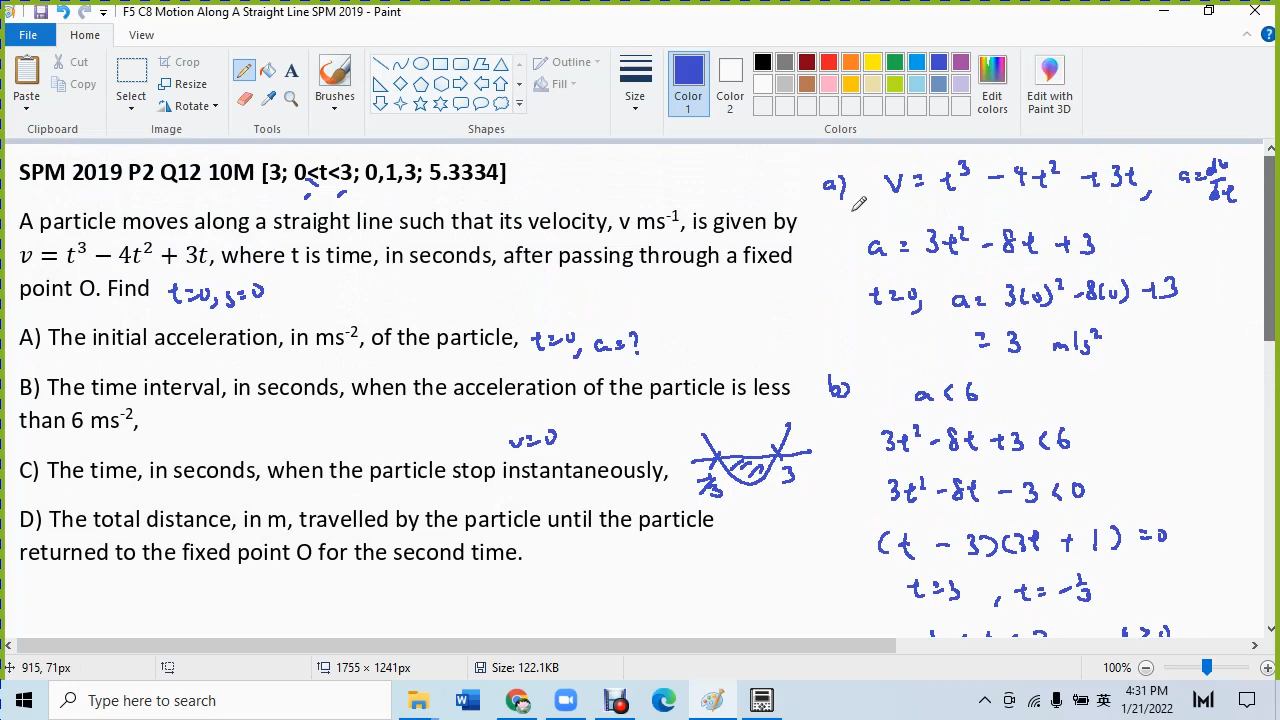 F5 C8 Motion Along A Straight Line SPM 2019 - Paint
File Home View
Paste Cut Copy
Select Crop Resize Rotate
Brushes
Outline Fill
Size
Color 1 Color 2
Edit colors
Edit with Paint 3D
Clipboard Image Tools Shapes Colors
SPM 2019 P2 Q12 10M [3; 0<t<3; 0,1,3; 5.3334]
A particle moves along a straight line such that its velocity, v ms⁻¹, is given by
v = t³ − 4t² + 3t, where t is time, in seconds, after passing through a fixed
point O. Find t=0, s=0
A) The initial acceleration, in ms⁻², of the particle, t=0, a=?
B) The time interval, in seconds, when the acceleration of the particle is less
than 6 ms⁻²,
v=0
C) The time, in seconds, when the particle stop instantaneously,
-1/3 3
D) The total distance, in m, travelled by the particle until the particle
returned to the fixed point O for the second time.
a) v = t³ - 4t² + 3t, a = dv/dt
a = 3t² - 8t + 3
t=0, a = 3(0)² - 8(0) + 3
= 3 m/s²
b) a < 6
3t² - 8t + 3 < 6
3t² - 8t - 3 < 0
(t - 3)(3t + 1) = 0
t = 3, t = -1/3
915, 71px 1755 × 1241px Size: 122.1KB 100%
Type here to search
英
4:31 PM
1/21/2022